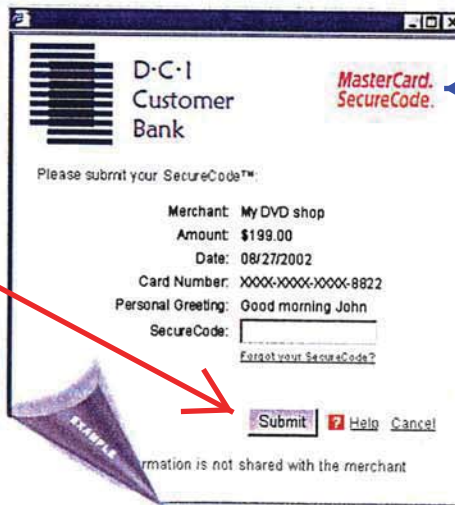 D·C·I
Customer
Bank
MasterCard.
SecureCode.
Please submit your SecureCode™:
Merchant: My DVD shop
Amount: $199.00
Date: 08/27/2002
Card Number: XXXX-XXXX-XXXX-8822
Personal Greeting: Good morning John
SecureCode:
Forgot your SecureCode?
Submit ? Help Cancel
EXAMPLE
rmation is not shared with the merchant